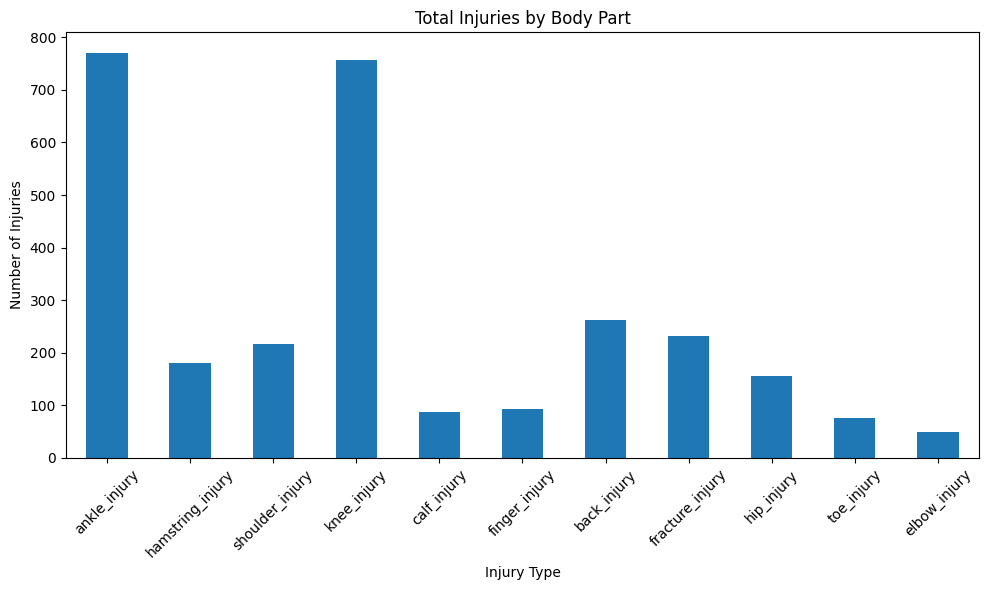 Total Injuries by Body Part
Number of Injuries
800
700
600
500
400
300
200
100
0
ankle_injury
hamstring_injury
shoulder_injury
knee_injury
calf_injury
finger_injury
back_injury
fracture_injury
hip_injury
toe_injury
elbow_injury
Injury Type